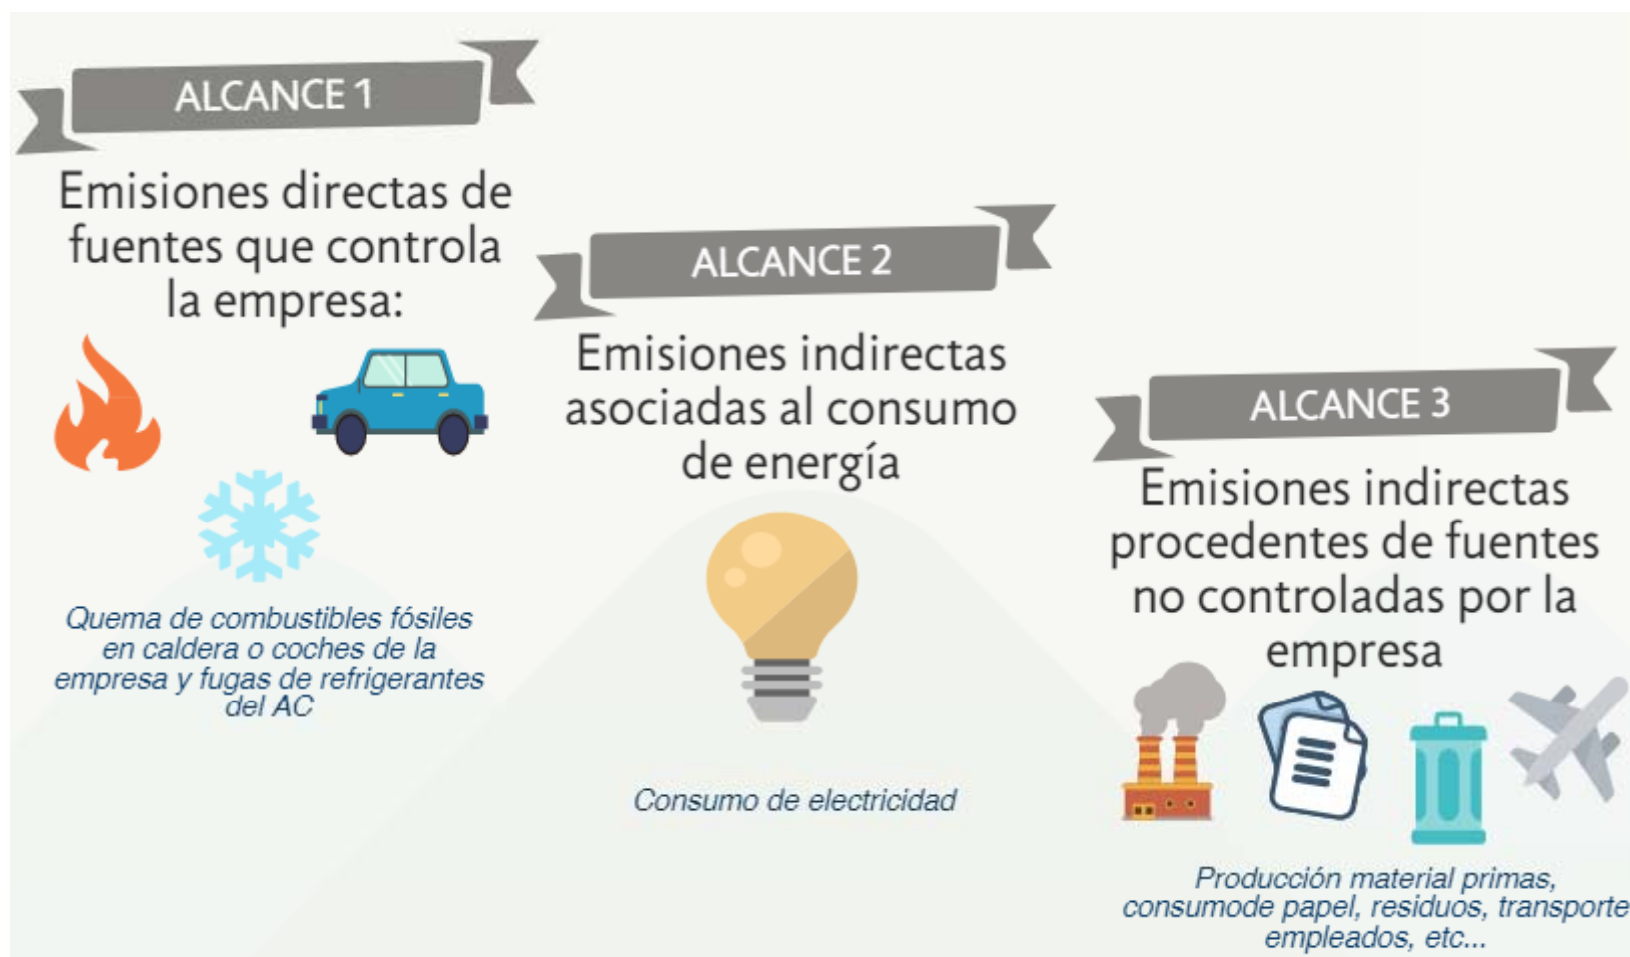 ALCANCE 1
Emisiones directas de
fuentes que controla
la empresa:
Quema de combustibles fósiles
en caldera o coches de la
empresa y fugas de refrigerantes
del AC
ALCANCE 2
Emisiones indirectas
asociadas al consumo
de energía
Consumo de electricidad
ALCANCE 3
Emisiones indirectas
procedentes de fuentes
no controladas por la
empresa
Producción material primas,
consumode papel, residuos, transporte
empleados, etc...